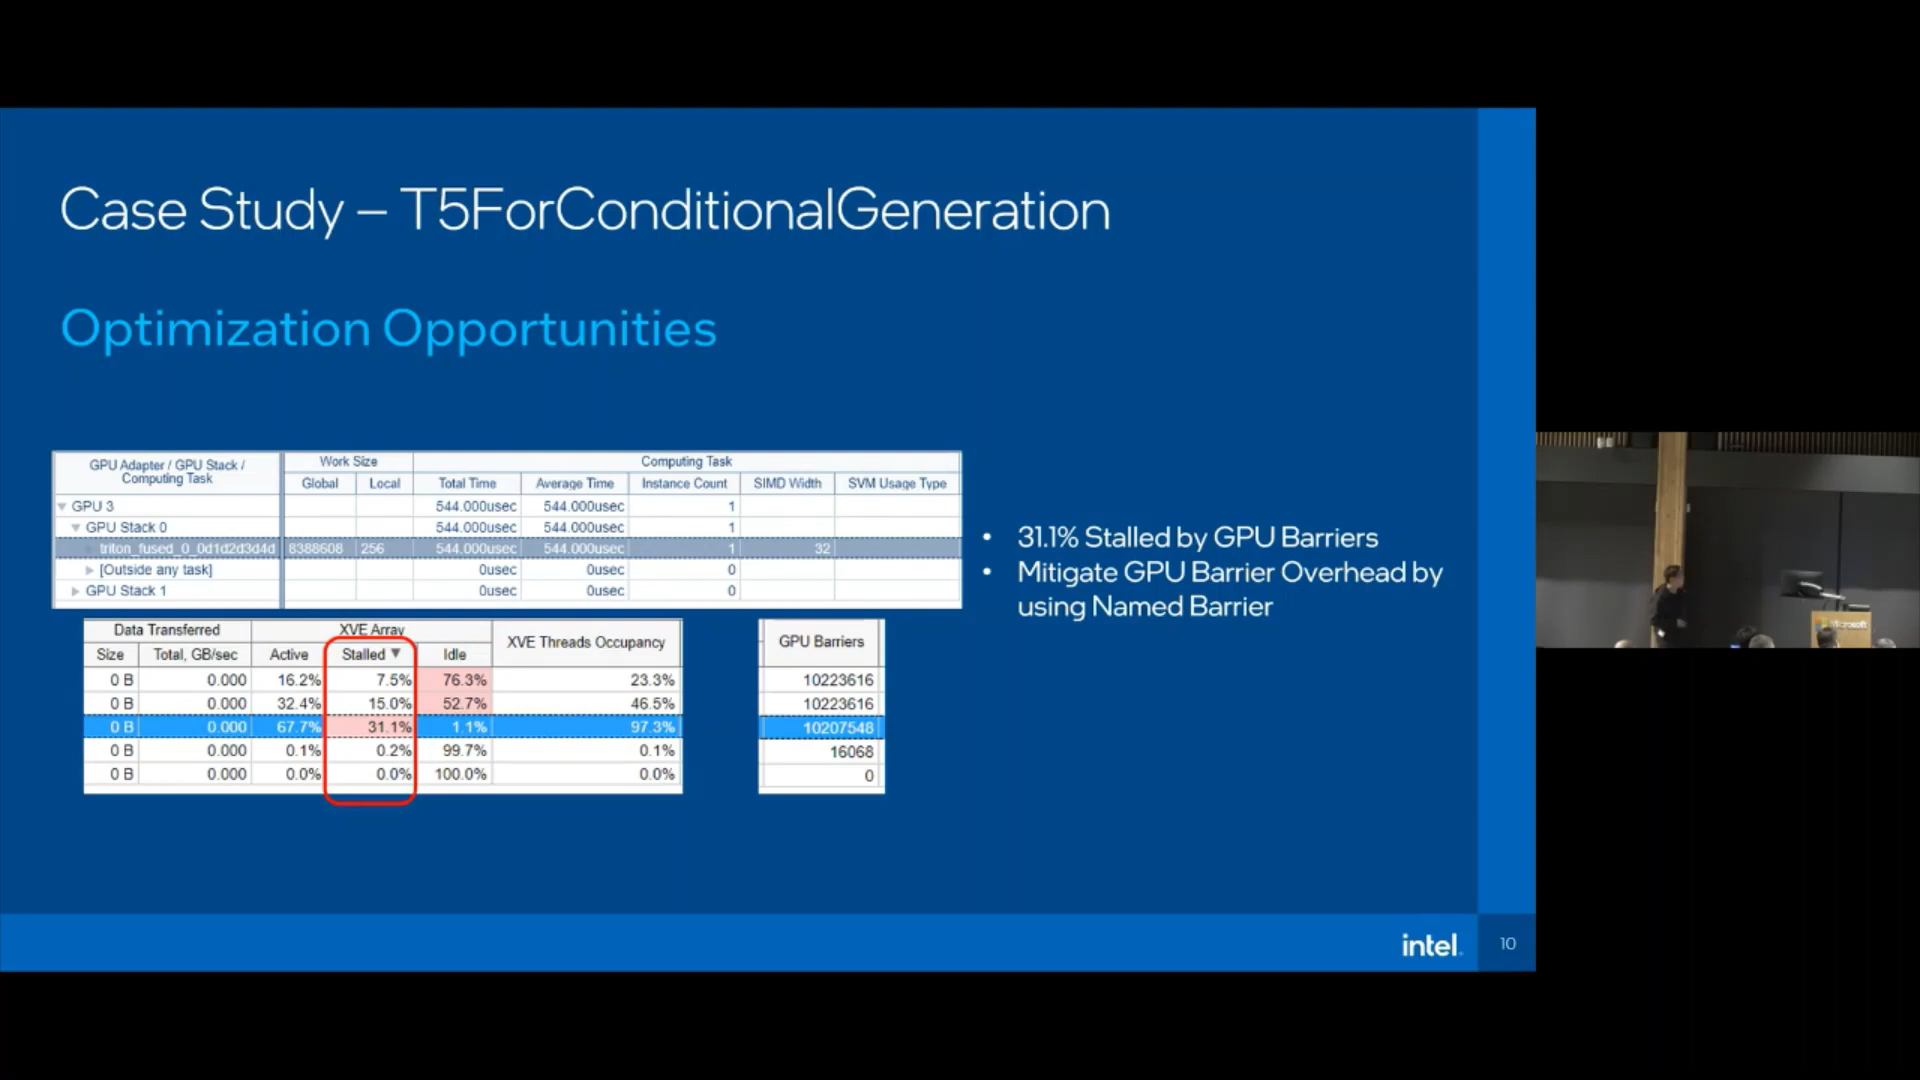 Case Study – T5ForConditionalGeneration
Optimization Opportunities
GPU Adapter / GPU Stack / Computing Task
Work Size
Computing Task
Global Local Total Time Average Time Instance Count SIMD Width SVM Usage Type
GPU 3 544.000usec 544.000usec 1
GPU Stack 0 544.000usec 544.000usec 1
triton_fused_0_0d1d2d3d4d 8388608 256 544.000usec 544.000usec 1 32
[Outside any task] 0usec 0usec 0
GPU Stack 1 0usec 0usec 0
Data Transferred XVE Array XVE Threads Occupancy
Size Total, GB/sec Active Stalled ▼ Idle
0 B 0.000 16.2% 7.5% 76.3% 23.3%
0 B 0.000 32.4% 15.0% 52.7% 46.5%
0 B 0.000 67.7% 31.1% 1.1% 97.3%
0 B 0.000 0.1% 0.2% 99.7% 0.1%
0 B 0.000 0.0% 0.0% 100.0% 0.0%
GPU Barriers
10223616
10223616
10207548
16068
0
• 31.1% Stalled by GPU Barriers
• Mitigate GPU Barrier Overhead by
using Named Barrier
intel.
10
Microsoft